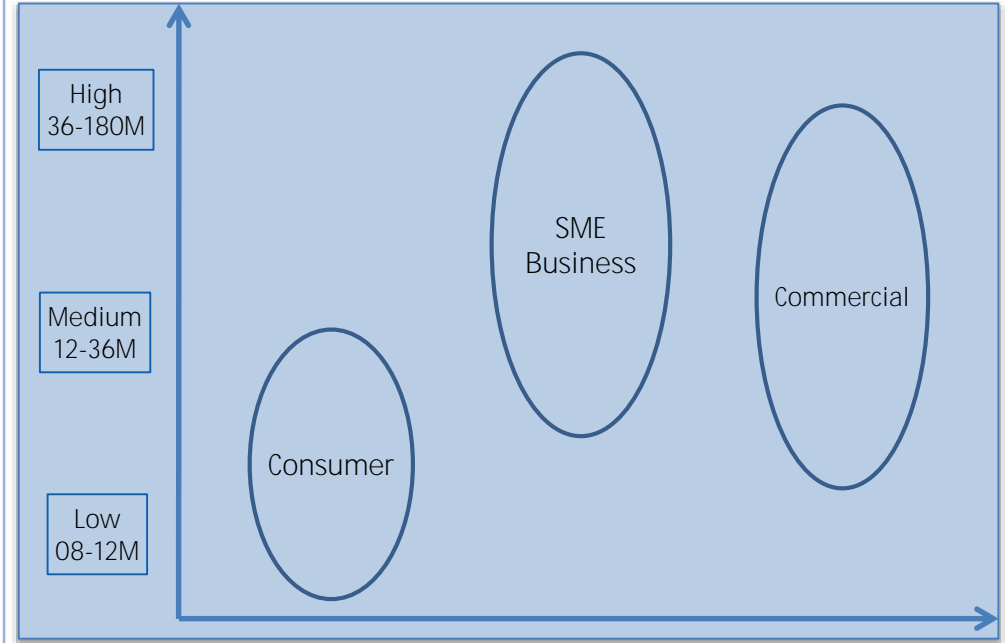 High
36-180M
SME
Business
Commercial
Medium
12-36M
Consumer
Low
08-12M